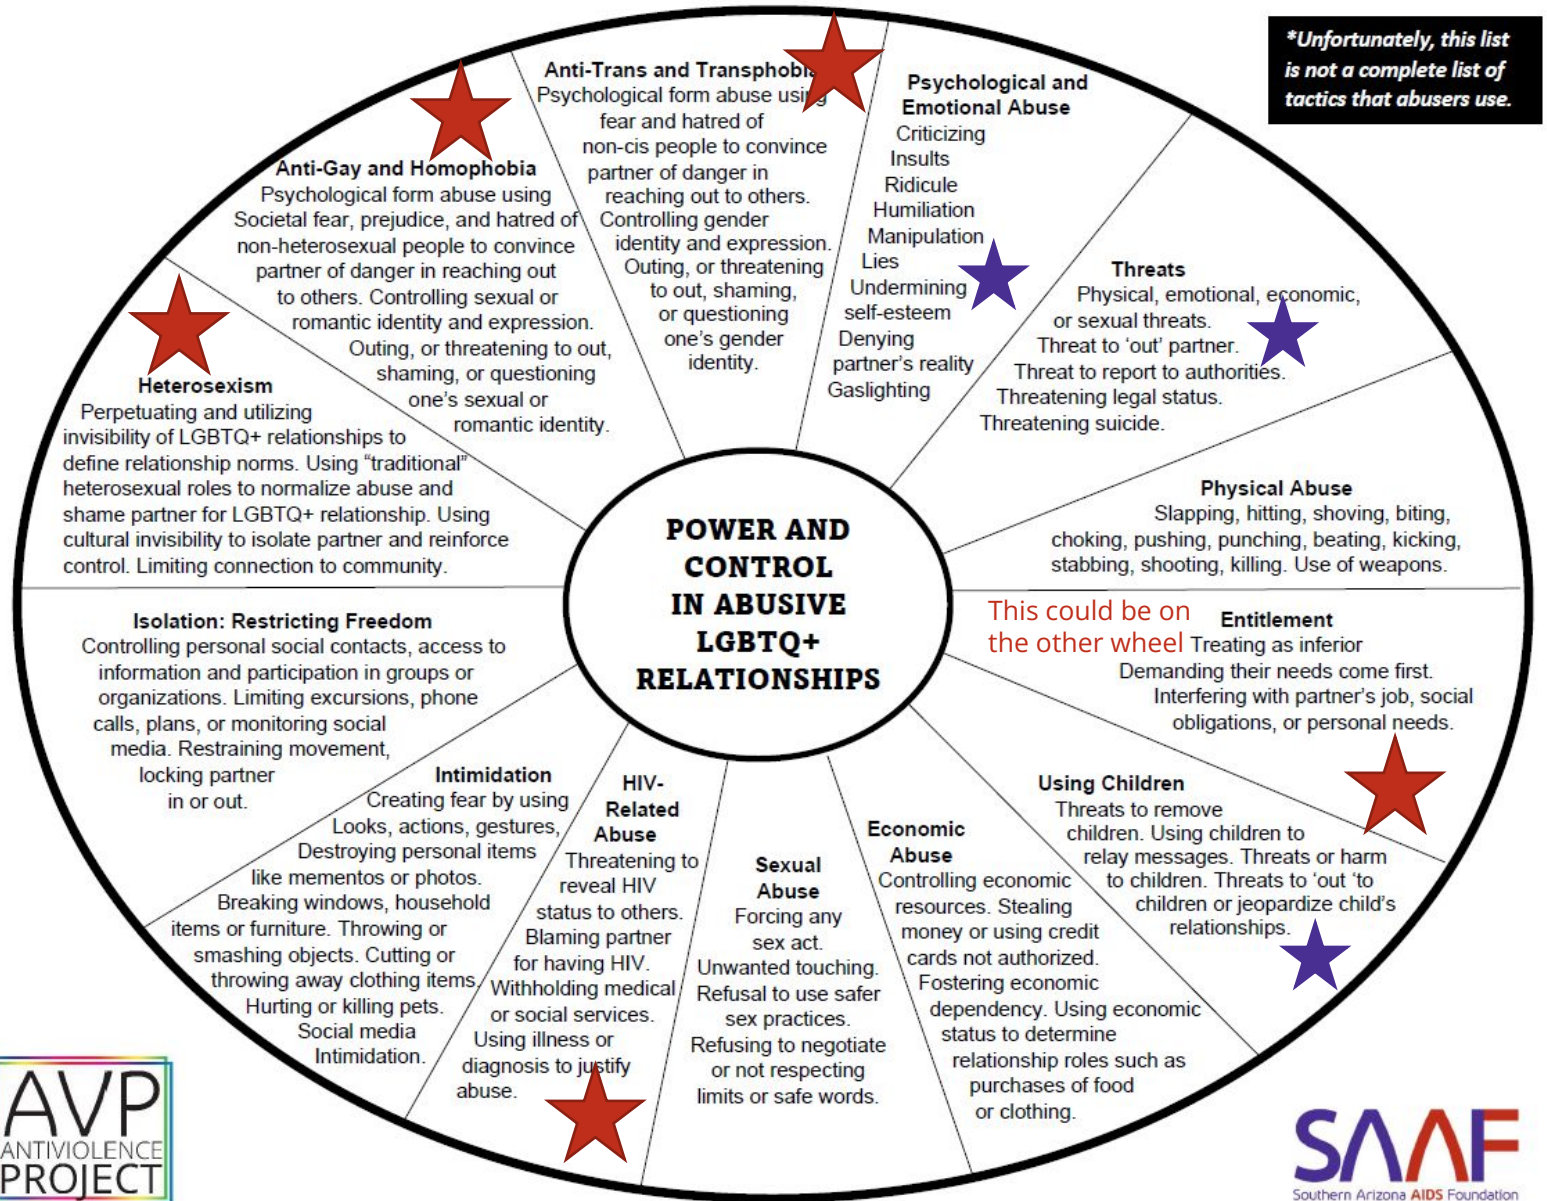 *Unfortunately, this list
is not a complete list of
tactics that abusers use.
Anti-Trans and Transphobia
Psychological form abuse using
fear and hatred of
non-cis people to convince
partner of danger in
reaching out to others.
Controlling gender
identity and expression.
Outing, or threatening
to out, shaming,
or questioning
one's gender
identity.
Psychological and
Emotional Abuse
Criticizing
Insults
Ridicule
Humiliation
Manipulation
Lies
Undermining
self-esteem
Denying
partner's reality
Gaslighting
Threats
Physical, emotional, economic,
or sexual threats.
Threat to 'out' partner.
Threat to report to authorities.
Threatening legal status.
Threatening suicide.
Physical Abuse
Slapping, hitting, shoving, biting,
choking, pushing, punching, beating, kicking,
stabbing, shooting, killing. Use of weapons.
This could be on
the other wheel
Entitlement
Treating as inferior
Demanding their needs come first.
Interfering with partner's job, social
obligations, or personal needs.
Using Children
Threats to remove
children. Using children to
relay messages. Threats or harm
to children. Threats to 'out 'to
children or jeopardize child's
relationships.
Economic
Abuse
Controlling economic
resources. Stealing
money or using credit
cards not authorized.
Fostering economic
dependency. Using economic
status to determine
relationship roles such as
purchases of food
or clothing.
Sexual
Abuse
Forcing any
sex act.
Unwanted touching.
Refusal to use safer
sex practices.
Refusing to negotiate
or not respecting
limits or safe words.
HIV-
Related
Abuse
Threatening to
reveal HIV
status to others.
Blaming partner
for having HIV.
Withholding medical
or social services.
Using illness or
diagnosis to justify
abuse.
Intimidation
Creating fear by using
Looks, actions, gestures,
Destroying personal items
like mementos or photos.
Breaking windows, household
items or furniture. Throwing or
smashing objects. Cutting or
throwing away clothing items.
Hurting or killing pets.
Social media
Intimidation.
Isolation: Restricting Freedom
Controlling personal social contacts, access to
information and participation in groups or
organizations. Limiting excursions, phone
calls, plans, or monitoring social
media. Restraining movement,
locking partner
in or out.
Heterosexism
Perpetuating and utilizing
invisibility of LGBTQ+ relationships to
define relationship norms. Using "traditional"
heterosexual roles to normalize abuse and
shame partner for LGBTQ+ relationship. Using
cultural invisibility to isolate partner and reinforce
control. Limiting connection to community.
Anti-Gay and Homophobia
Psychological form abuse using
Societal fear, prejudice, and hatred of
non-heterosexual people to convince
partner of danger in reaching out
to others. Controlling sexual or
romantic identity and expression.
Outing, or threatening to out,
shaming, or questioning
one's sexual or
romantic identity.
POWER AND
CONTROL
IN ABUSIVE
LGBTQ+
RELATIONSHIPS
AVP
ANTIVIOLENCE
PROJECT
SAAF
Southern Arizona AIDS Foundation